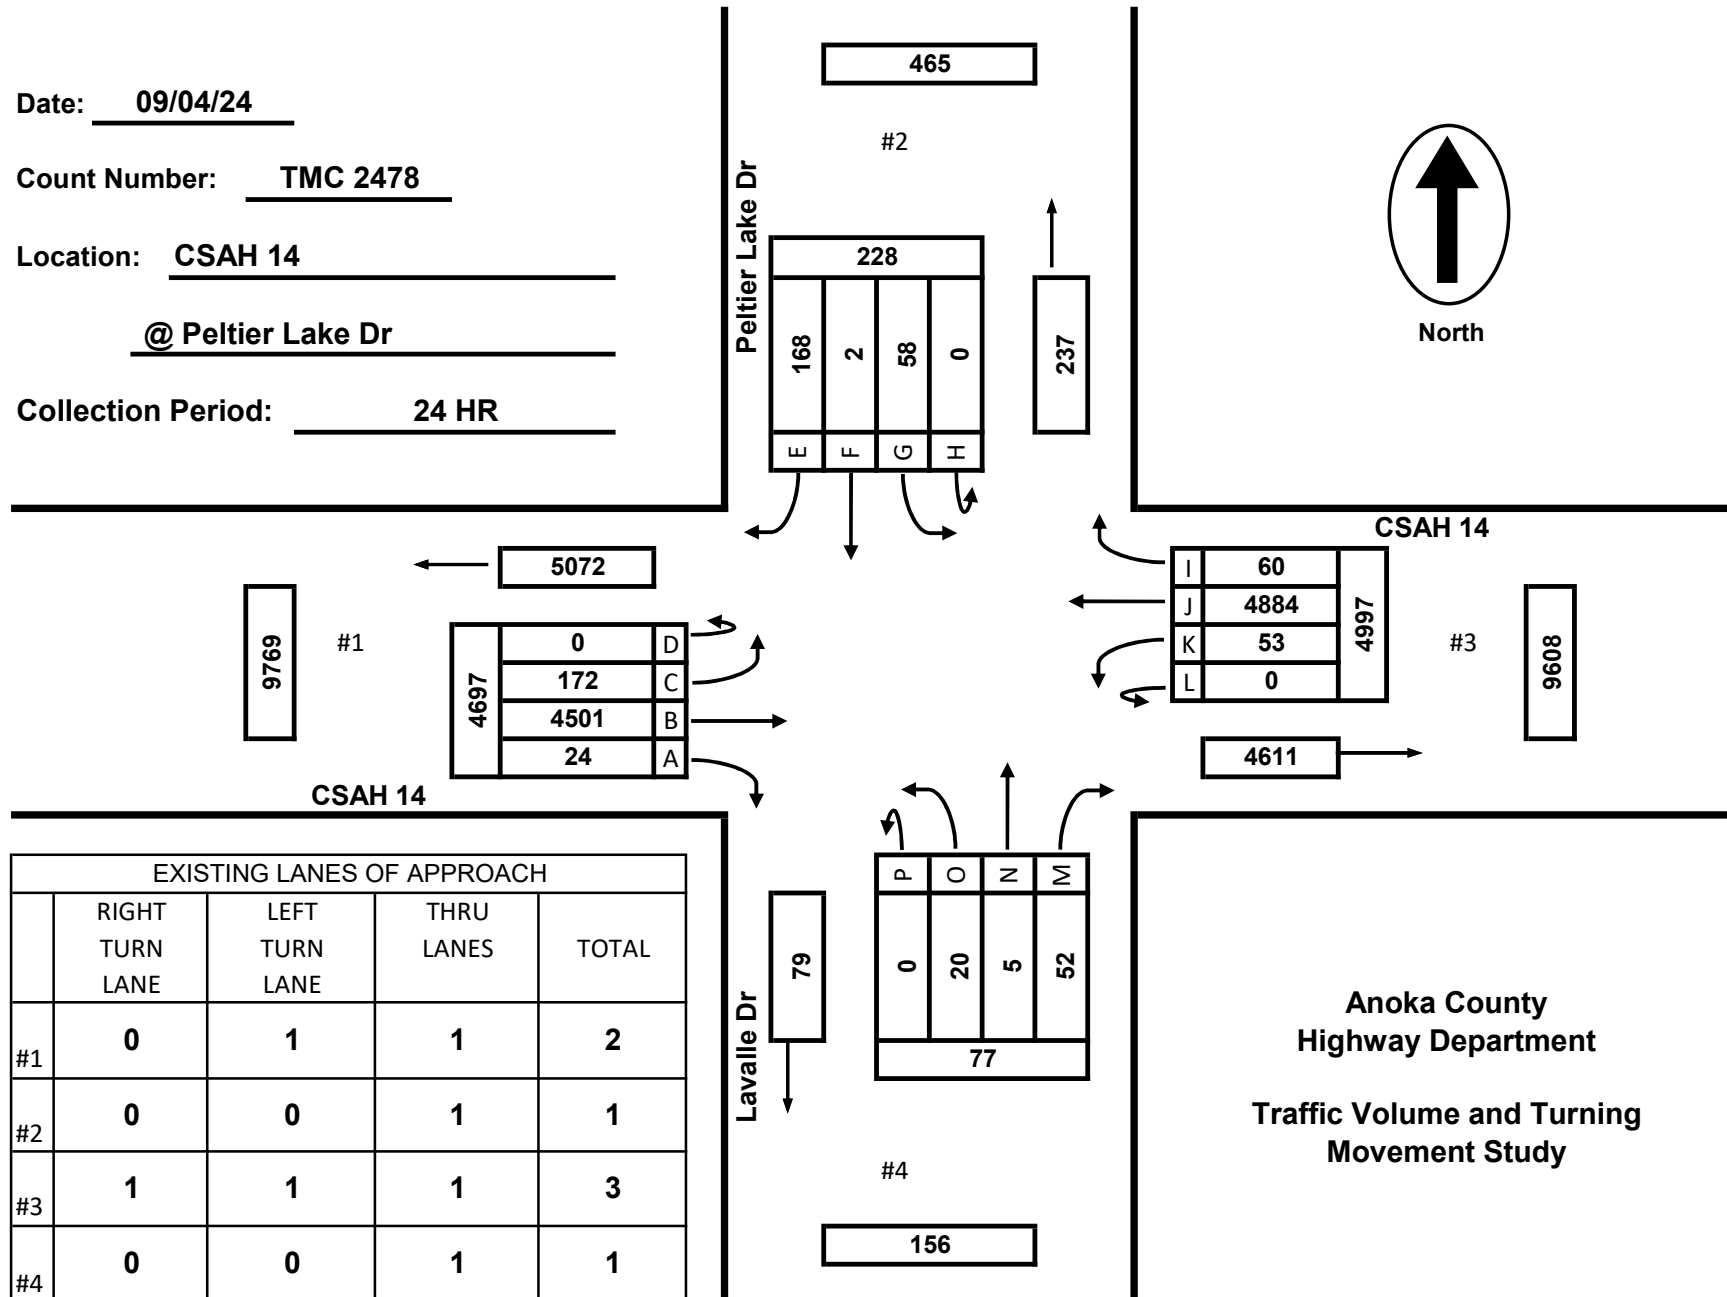 Date: 09/04/24
Count Number: TMC 2478
Location: CSAH 14
@ Peltier Lake Dr
Collection Period: 24 HR
465
#2
Peltier Lake Dr
228
168 2 58 0
E F G H
237
North
CSAH 14
5072
9769
#1
4697
0 D
172 C
4501 B
24 A
CSAH 14
I 60
J 4884
K 53
L 0
4997
#3
9608
4611
P O N M
0 20 5 52
77
79
Lavalle Dr
#4
156
EXISTING LANES OF APPROACH
RIGHT LEFT THRU
TURN TURN LANES TOTAL
LANE LANE
#1 0 1 1 2
#2 0 0 1 1
#3 1 1 1 3
#4 0 0 1 1
Anoka County
Highway Department
Traffic Volume and Turning
Movement Study